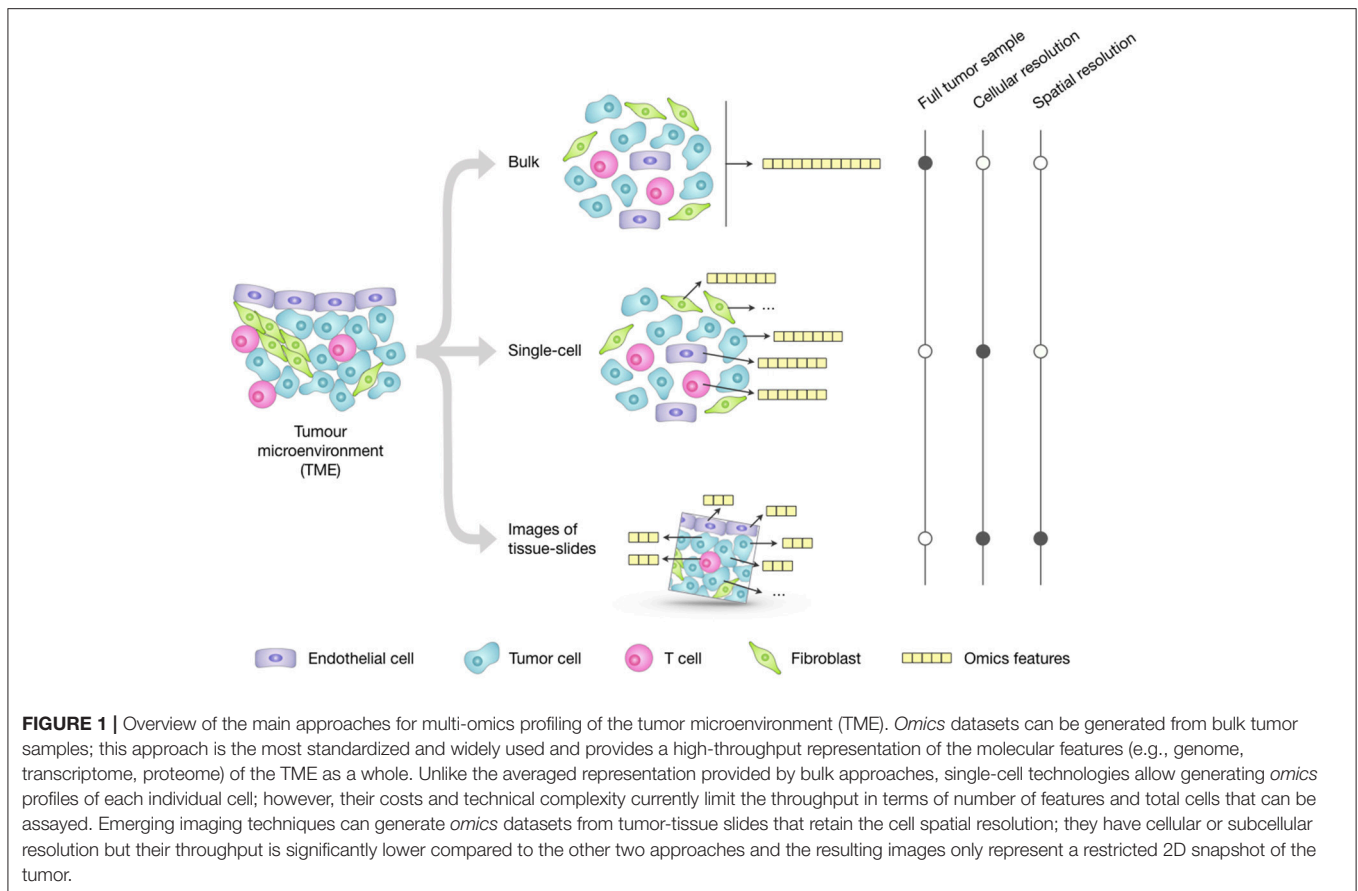 Full tumor sample
Cellular resolution
Spatial resolution
Bulk
Single-cell
...
Tumour
microenvironment
(TME)
Images of
tissue-slides
...
Endothelial cell
Tumor cell
T cell
Fibroblast
Omics features
FIGURE 1 | Overview of the main approaches for multi-omics profiling of the tumor microenvironment (TME). Omics datasets can be generated from bulk tumor
samples; this approach is the most standardized and widely used and provides a high-throughput representation of the molecular features (e.g., genome,
transcriptome, proteome) of the TME as a whole. Unlike the averaged representation provided by bulk approaches, single-cell technologies allow generating omics
profiles of each individual cell; however, their costs and technical complexity currently limit the throughput in terms of number of features and total cells that can be
assayed. Emerging imaging techniques can generate omics datasets from tumor-tissue slides that retain the cell spatial resolution; they have cellular or subcellular
resolution but their throughput is significantly lower compared to the other two approaches and the resulting images only represent a restricted 2D snapshot of the
tumor.